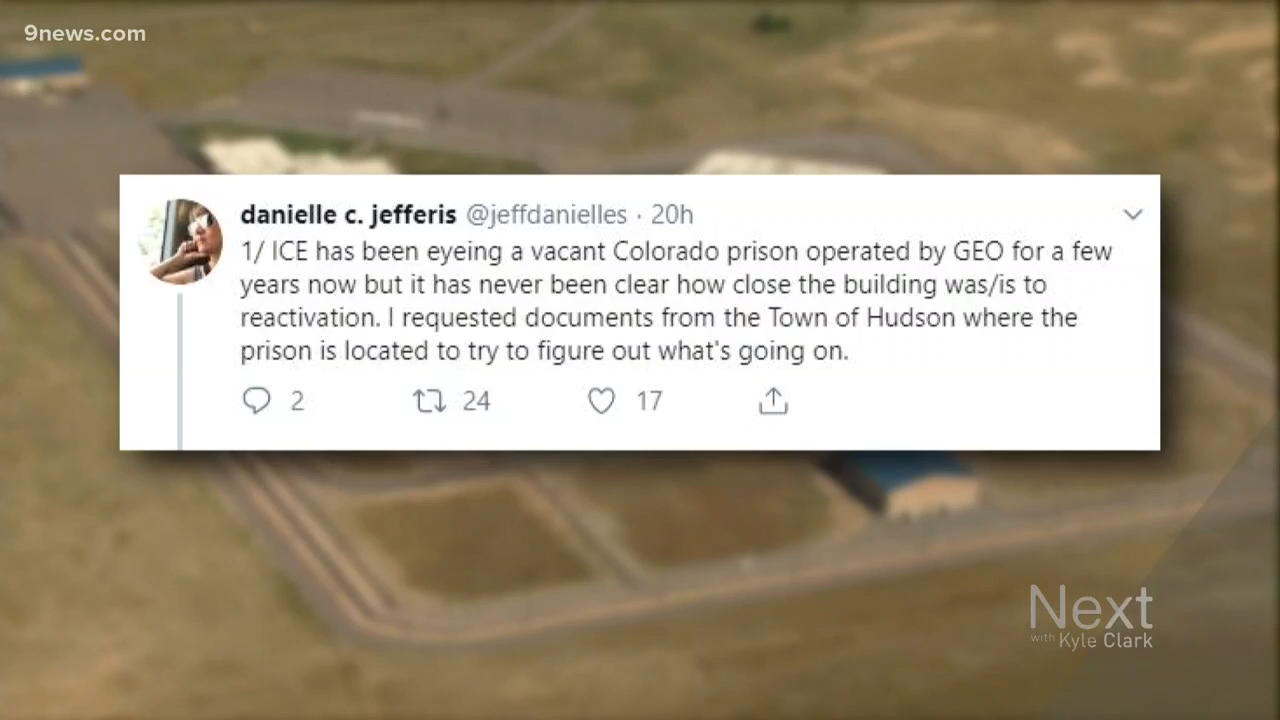 9news.com
danielle c. jefferis @jeffdanielles · 20h
1/ ICE has been eyeing a vacant Colorado prison operated by GEO for a few
years now but it has never been clear how close the building was/is to
reactivation. I requested documents from the Town of Hudson where the
prison is located to try to figure out what's going on.
2 24 17
Next
with Kyle Clark